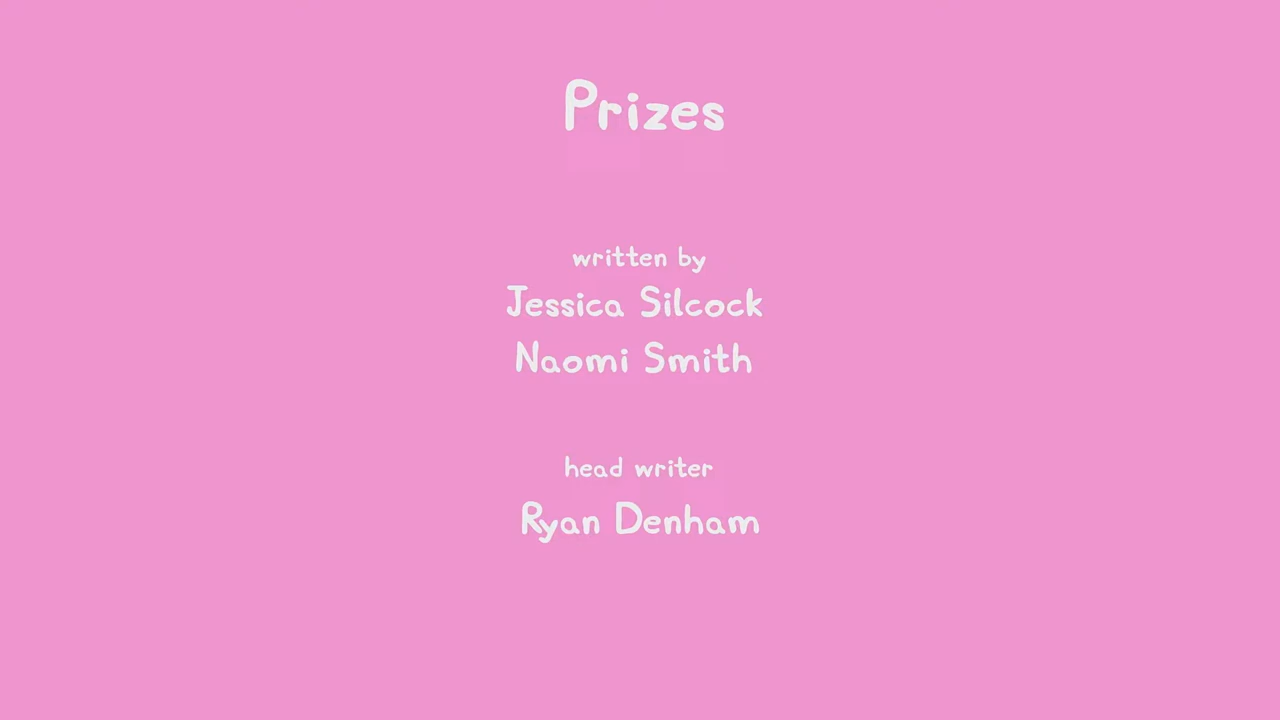 Prizes
written by
Jessica Silcock
Naomi Smith
head writer
Ryan Denham